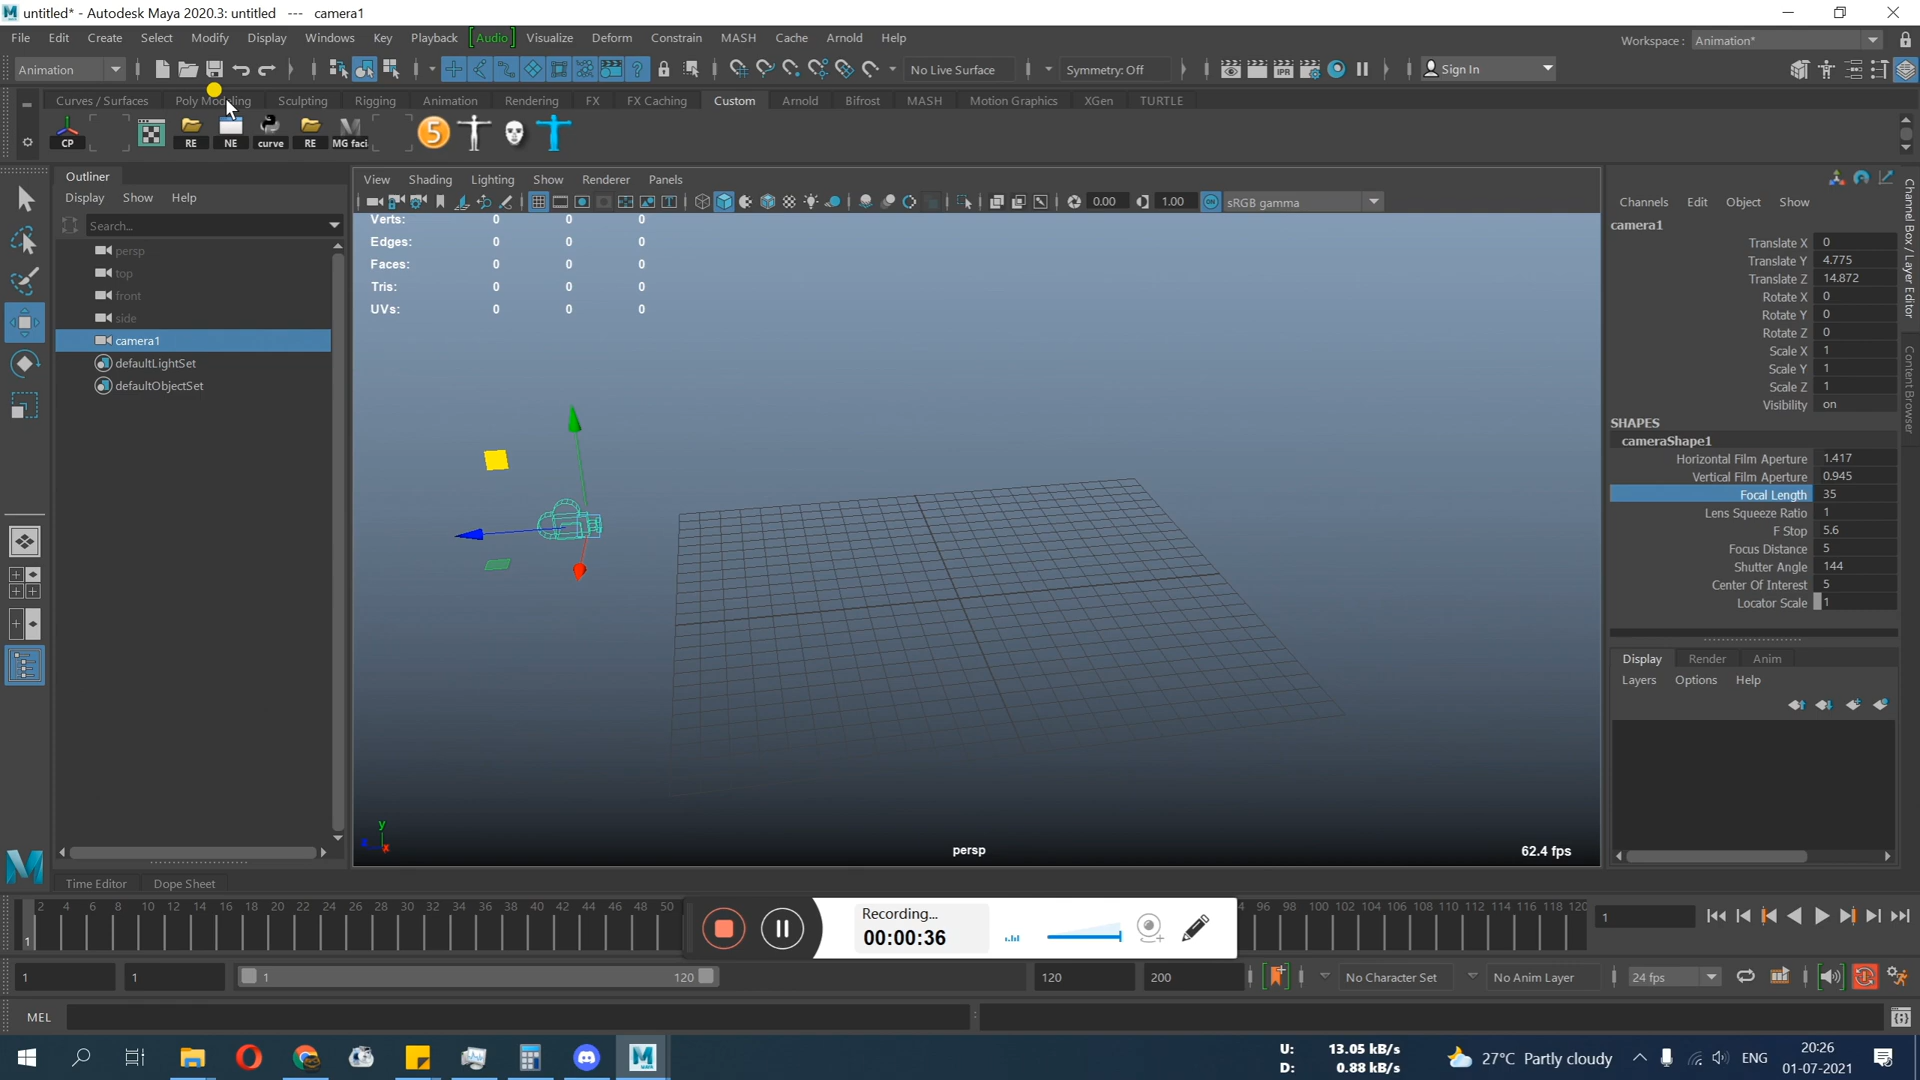 untitled* - Autodesk Maya 2020.3: untitled --- camera1
File Edit Create Select Modify Display Windows Key Playback [Audio] Visualize Deform Constrain MASH Cache Arnold Help
Workspace: Animation*
Animation
No Live Surface
Symmetry: Off
Sign In
Curves / Surfaces Poly Modeling Sculpting Rigging Animation Rendering FX FX Caching Custom Arnold Bifrost MASH Motion Graphics XGen TURTLE
CP RE NE curve RE MG faci 5
Outliner
Display Show Help
Search...
persp
top
front
side
camera1
defaultLightSet
defaultObjectSet
View Shading Lighting Show Renderer Panels
0.00 1.00 sRGB gamma
Verts: 0 0 0
Edges: 0 0 0
Faces: 0 0 0
Tris: 0 0 0
UVs: 0 0 0
y
x
persp
62.4 fps
Channels Edit Object Show
camera1
Translate X 0
Translate Y 4.775
Translate Z 14.872
Rotate X 0
Rotate Y 0
Rotate Z 0
Scale X 1
Scale Y 1
Scale Z 1
Visibility on
SHAPES
cameraShape1
Horizontal Film Aperture 1.417
Vertical Film Aperture 0.945
Focal Length 35
Lens Squeeze Ratio 1
F Stop 5.6
Focus Distance 5
Shutter Angle 144
Center Of Interest 5
Locator Scale 1
Display Render Anim
Layers Options Help
Channel Box / Layer Editor
Content Browser
Time Editor Dope Sheet
2 4 6 8 10 12 14 16 18 20 22 24 26 28 30 32 34 36 38 40 42 44 46 48 50
1
Recording...
00:00:36
96 98 100 102 104 106 108 110 112 114 116 118 120
1
1 1 1 120 120 200 No Character Set No Anim Layer 24 fps
MEL
U: 13.05 kB/s
D: 0.88 kB/s
27°C Partly cloudy
ENG
20:26
01-07-2021